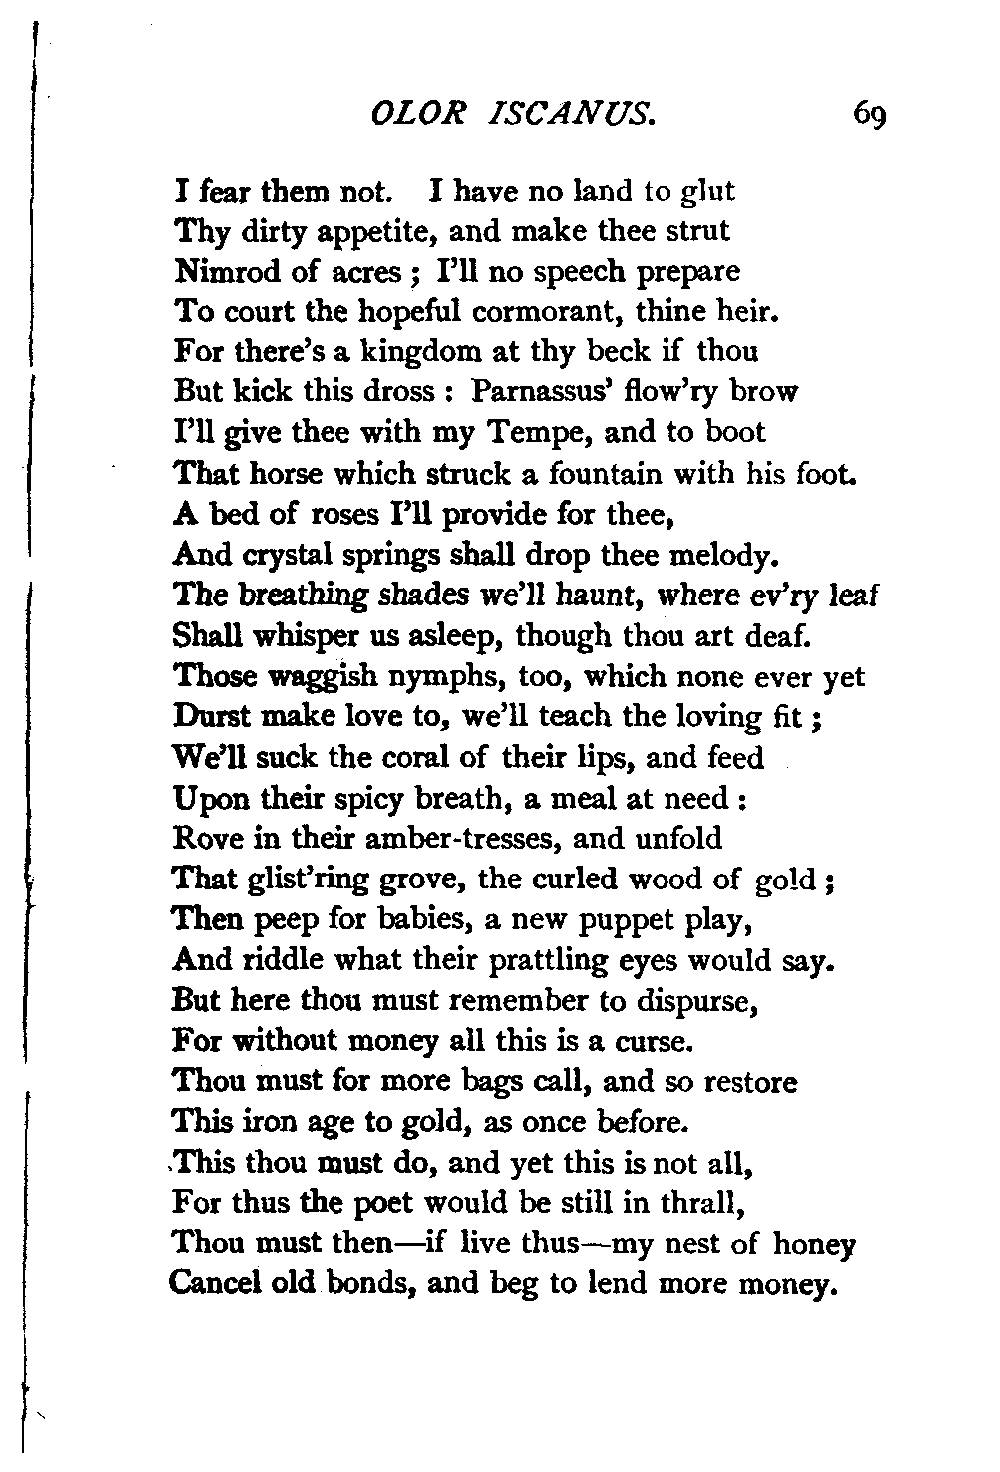 OLOR ISCANUS. 69
I fear them not. I have no land to glut
Thy dirty appetite, and make thee strut
Nimrod of acres ; I'll no speech prepare
To court the hopeful cormorant, thine heir.
For there's a kingdom at thy beck if thou
But kick this dross : Parnassus' flow'ry brow
I'll give thee with my Tempe, and to boot
That horse which struck a fountain with his foot.
A bed of roses I'll provide for thee,
And crystal springs shall drop thee melody.
The breathing shades we'll haunt, where ev'ry leaf
Shall whisper us asleep, though thou art deaf.
Those waggish nymphs, too, which none ever yet
Durst make love to, we'll teach the loving fit ;
We'll suck the coral of their lips, and feed
Upon their spicy breath, a meal at need :
Rove in their amber-tresses, and unfold
That glist'ring grove, the curled wood of gold ;
Then peep for babies, a new puppet play,
And riddle what their prattling eyes would say.
But here thou must remember to dispurse,
For without money all this is a curse.
Thou must for more bags call, and so restore
This iron age to gold, as once before.
This thou must do, and yet this is not all,
For thus the poet would be still in thrall,
Thou must then—if live thus—my nest of honey
Cancel old bonds, and beg to lend more money.